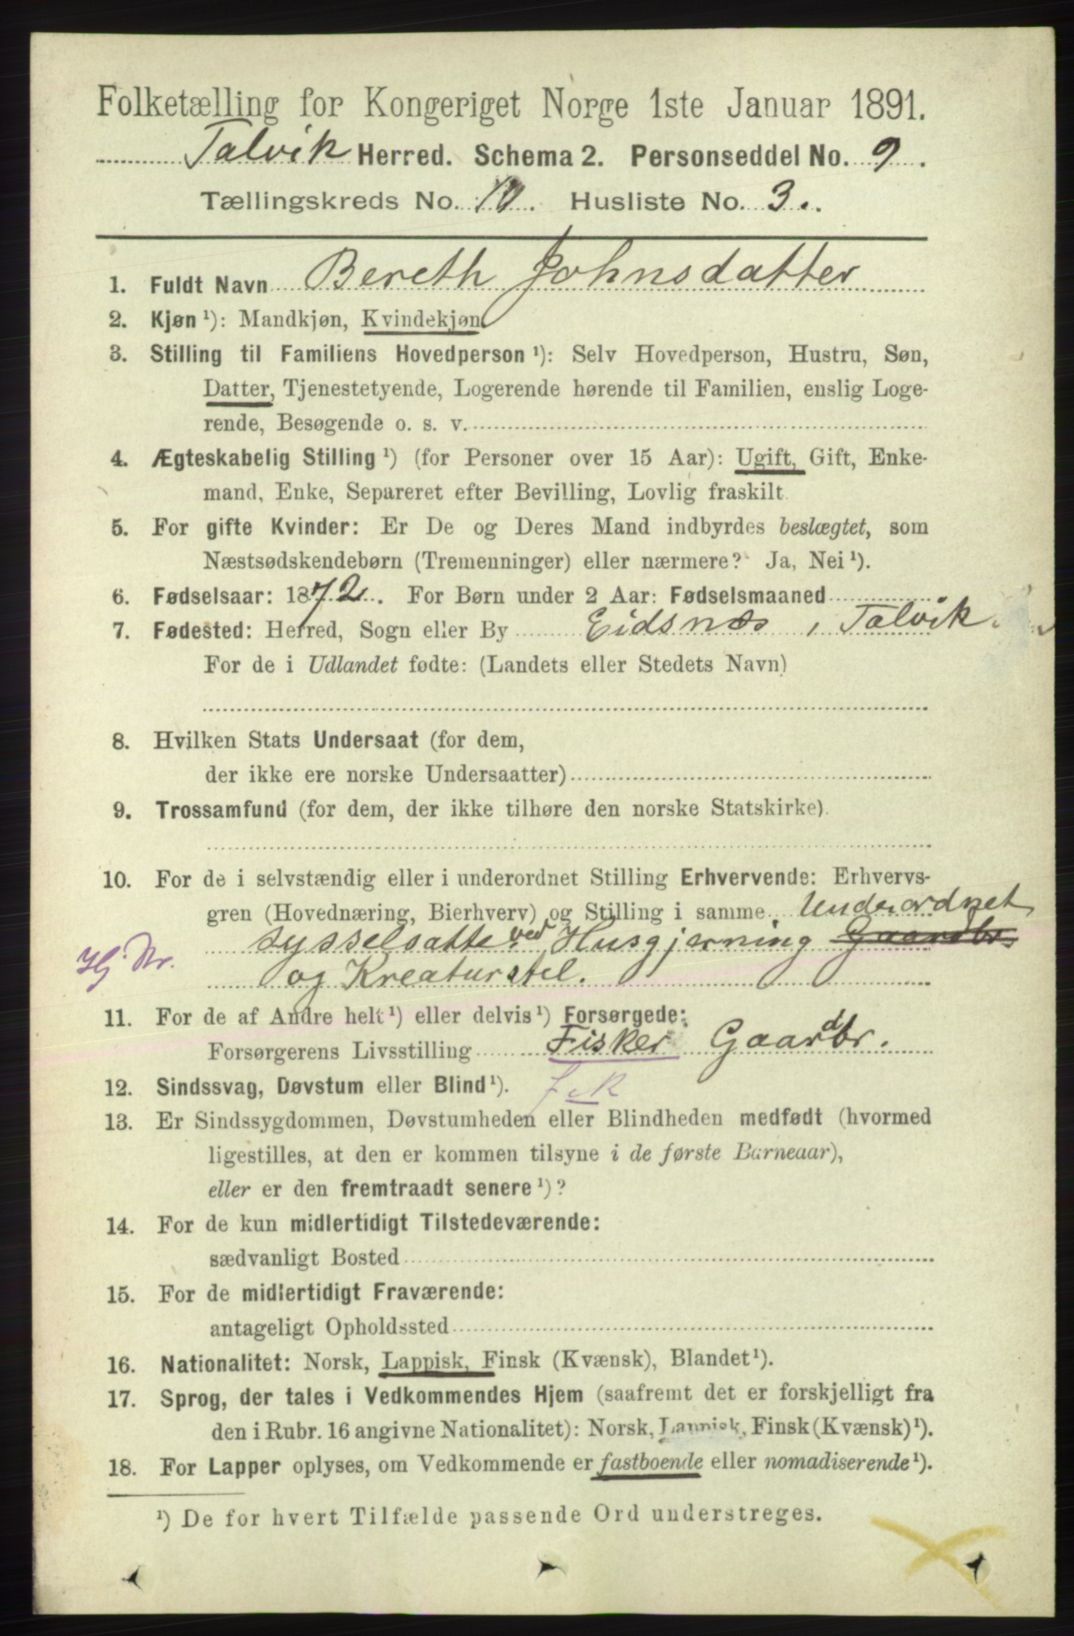 Folketælling for Kongeriget Norge 1ste Januar 1891.
Talvik Herred. Schema 2. Personseddel No. 9.
Tællingskreds No. 10. Husliste No. 3.
1. Fuldt Navn Bereth Johnsdatter
2. Kjøn ¹): Mandkjøn, Kvindekjøn.
3. Stilling til Familiens Hovedperson ¹): Selv Hovedperson, Hustru, Søn,
Datter, Tjenestetyende, Logerende hørende til Familien, enslig Loge-
rende, Besøgende o. s. v.
4. Ægteskabelig Stilling ¹) (for Personer over 15 Aar): Ugift, Gift, Enke-
mand, Enke, Separeret efter Bevilling, Lovlig fraskilt
5. For gifte Kvinder: Er De og Deres Mand indbyrdes beslægtet, som
Næstsødskendebørn (Tremenninger) eller nærmere? Ja, Nei ¹).
6. Fødselsaar: 1872. For Børn under 2 Aar: Fødselsmaaned
7. Fødested: Herred, Sogn eller By Eidsnæs, Talvik.
For de i Udlandet fødte: (Landets eller Stedets Navn)
8. Hvilken Stats Undersaat (for dem,
der ikke ere norske Undersaatter)
9. Trossamfund (for dem, der ikke tilhøre den norske Statskirke).
10. For de i selvstændig eller i underordnet Stilling Erhvervende: Erhvervs-
gren (Hovednæring, Bierhverv) og Stilling i samme Underordnet
sysselsatte ved Husgjerning Gaardbr.
Hj. Nr. og Kreaturstel.
11. For de af Andre helt ¹) eller delvis ¹) Forsørgede:
Forsørgerens Livsstilling Fisker Gaardbr.
12. Sindssvag, Døvstum eller Blind ¹).
13. Er Sindssygdommen, Døvstumheden eller Blindheden medfødt (hvormed
ligestilles, at den er kommen tilsyne i de første Barneaar),
eller er den fremtraadt senere ¹)?
14. For de kun midlertidigt Tilstedeværende:
sædvanligt Bosted
15. For de midlertidigt Fraværende:
antageligt Opholdssted
16. Nationalitet: Norsk, Lappisk, Finsk (Kvænsk), Blandet ¹).
17. Sprog, der tales i Vedkommendes Hjem (saafremt det er forskjelligt fra
den i Rubr. 16 angivne Nationalitet): Norsk, Lappisk, Finsk (Kvænsk) ¹).
18. For Lapper oplyses, om Vedkommende er fastboende eller nomadiserende ¹).
¹) De for hvert Tilfælde passende Ord understreges.